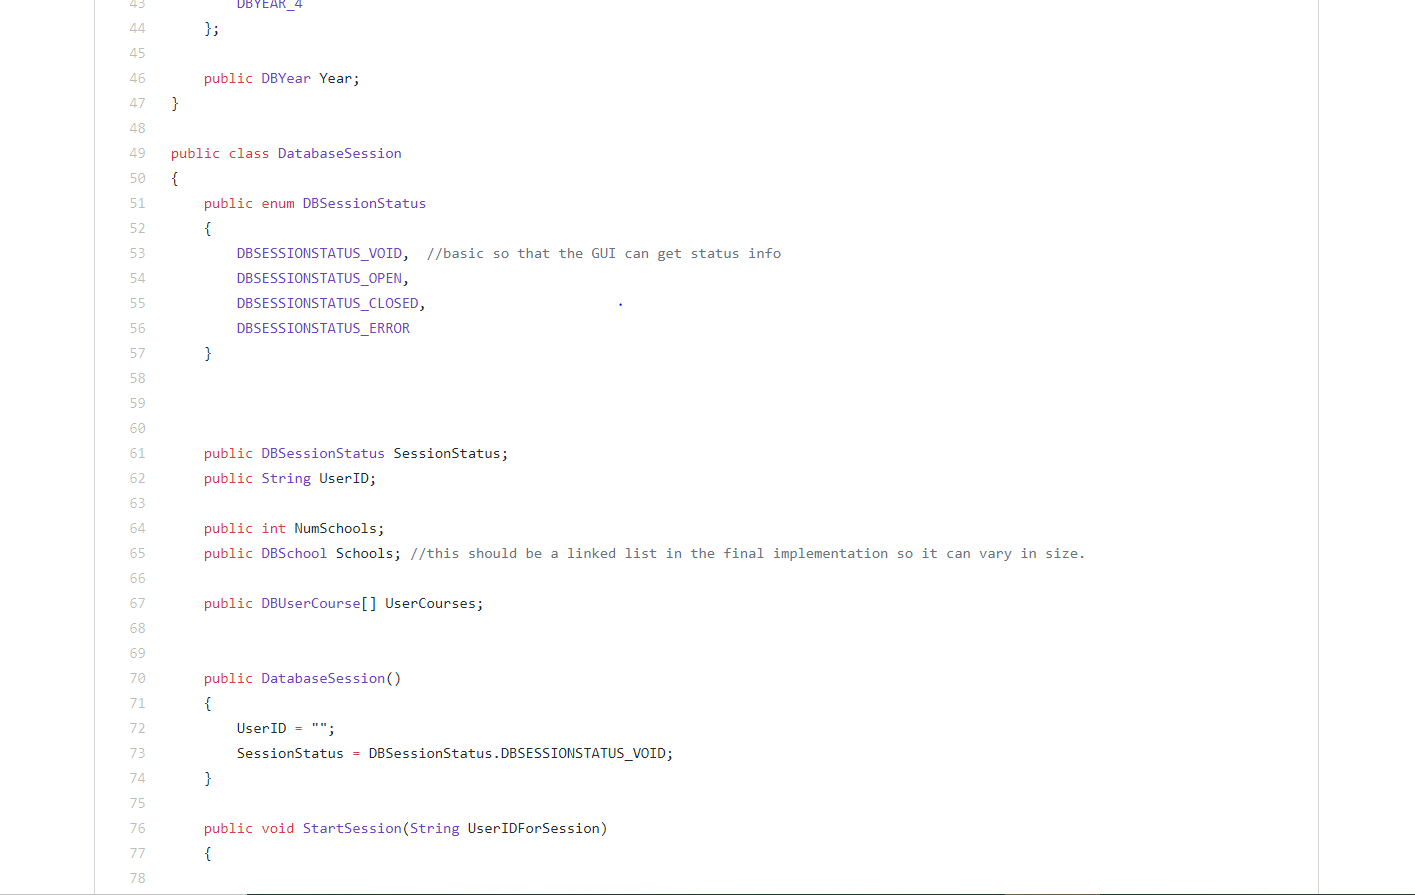 43 DBYEAR_4
44 };
45
46 public DBYear Year;
47 }
48
49 public class DatabaseSession
50 {
51 public enum DBSessionStatus
52 {
53 DBSESSIONSTATUS_VOID, //basic so that the GUI can get status info
54 DBSESSIONSTATUS_OPEN,
55 DBSESSIONSTATUS_CLOSED,
56 DBSESSIONSTATUS_ERROR
57 }
58
59
60
61 public DBSessionStatus SessionStatus;
62 public String UserID;
63
64 public int NumSchools;
65 public DBSchool Schools; //this should be a linked list in the final implementation so it can vary in size.
66
67 public DBUserCourse[] UserCourses;
68
69
70 public DatabaseSession()
71 {
72 UserID = "";
73 SessionStatus = DBSessionStatus.DBSESSIONSTATUS_VOID;
74 }
75
76 public void StartSession(String UserIDForSession)
77 {
78